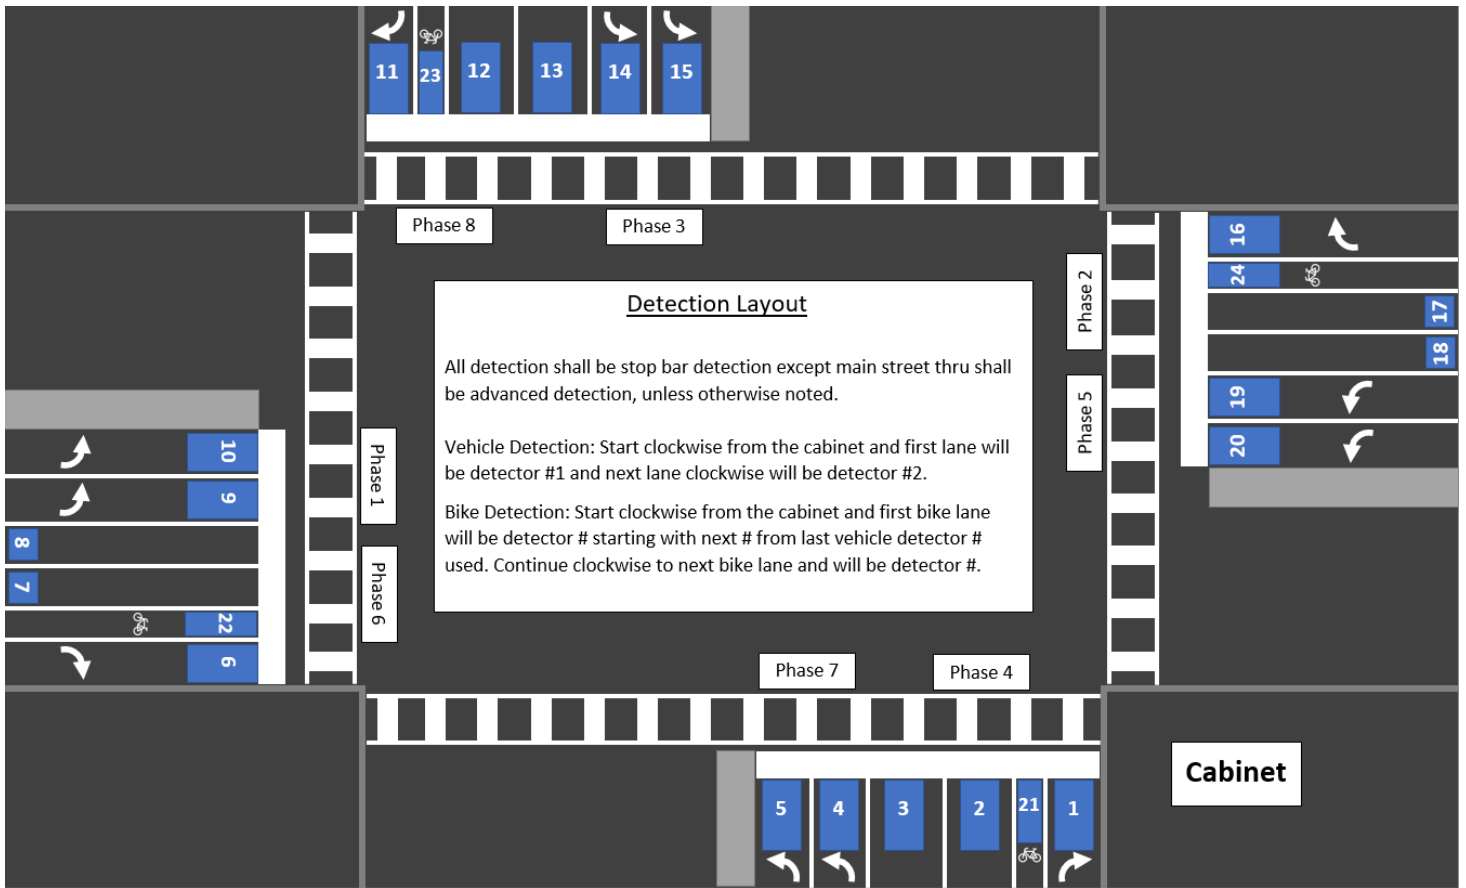 11
23
12
13
14
15
Phase 8
Phase 3
16
24
17
18
19
20
Phase 2
Phase 5
Detection Layout
All detection shall be stop bar detection except main street thru shall
be advanced detection, unless otherwise noted.
Vehicle Detection: Start clockwise from the cabinet and first lane will
be detector #1 and next lane clockwise will be detector #2.
Bike Detection: Start clockwise from the cabinet and first bike lane
will be detector # starting with next # from last vehicle detector #
used. Continue clockwise to next bike lane and will be detector #.
10
9
8
7
22
6
Phase 1
Phase 6
Phase 7
Phase 4
5
4
3
2
21
1
Cabinet